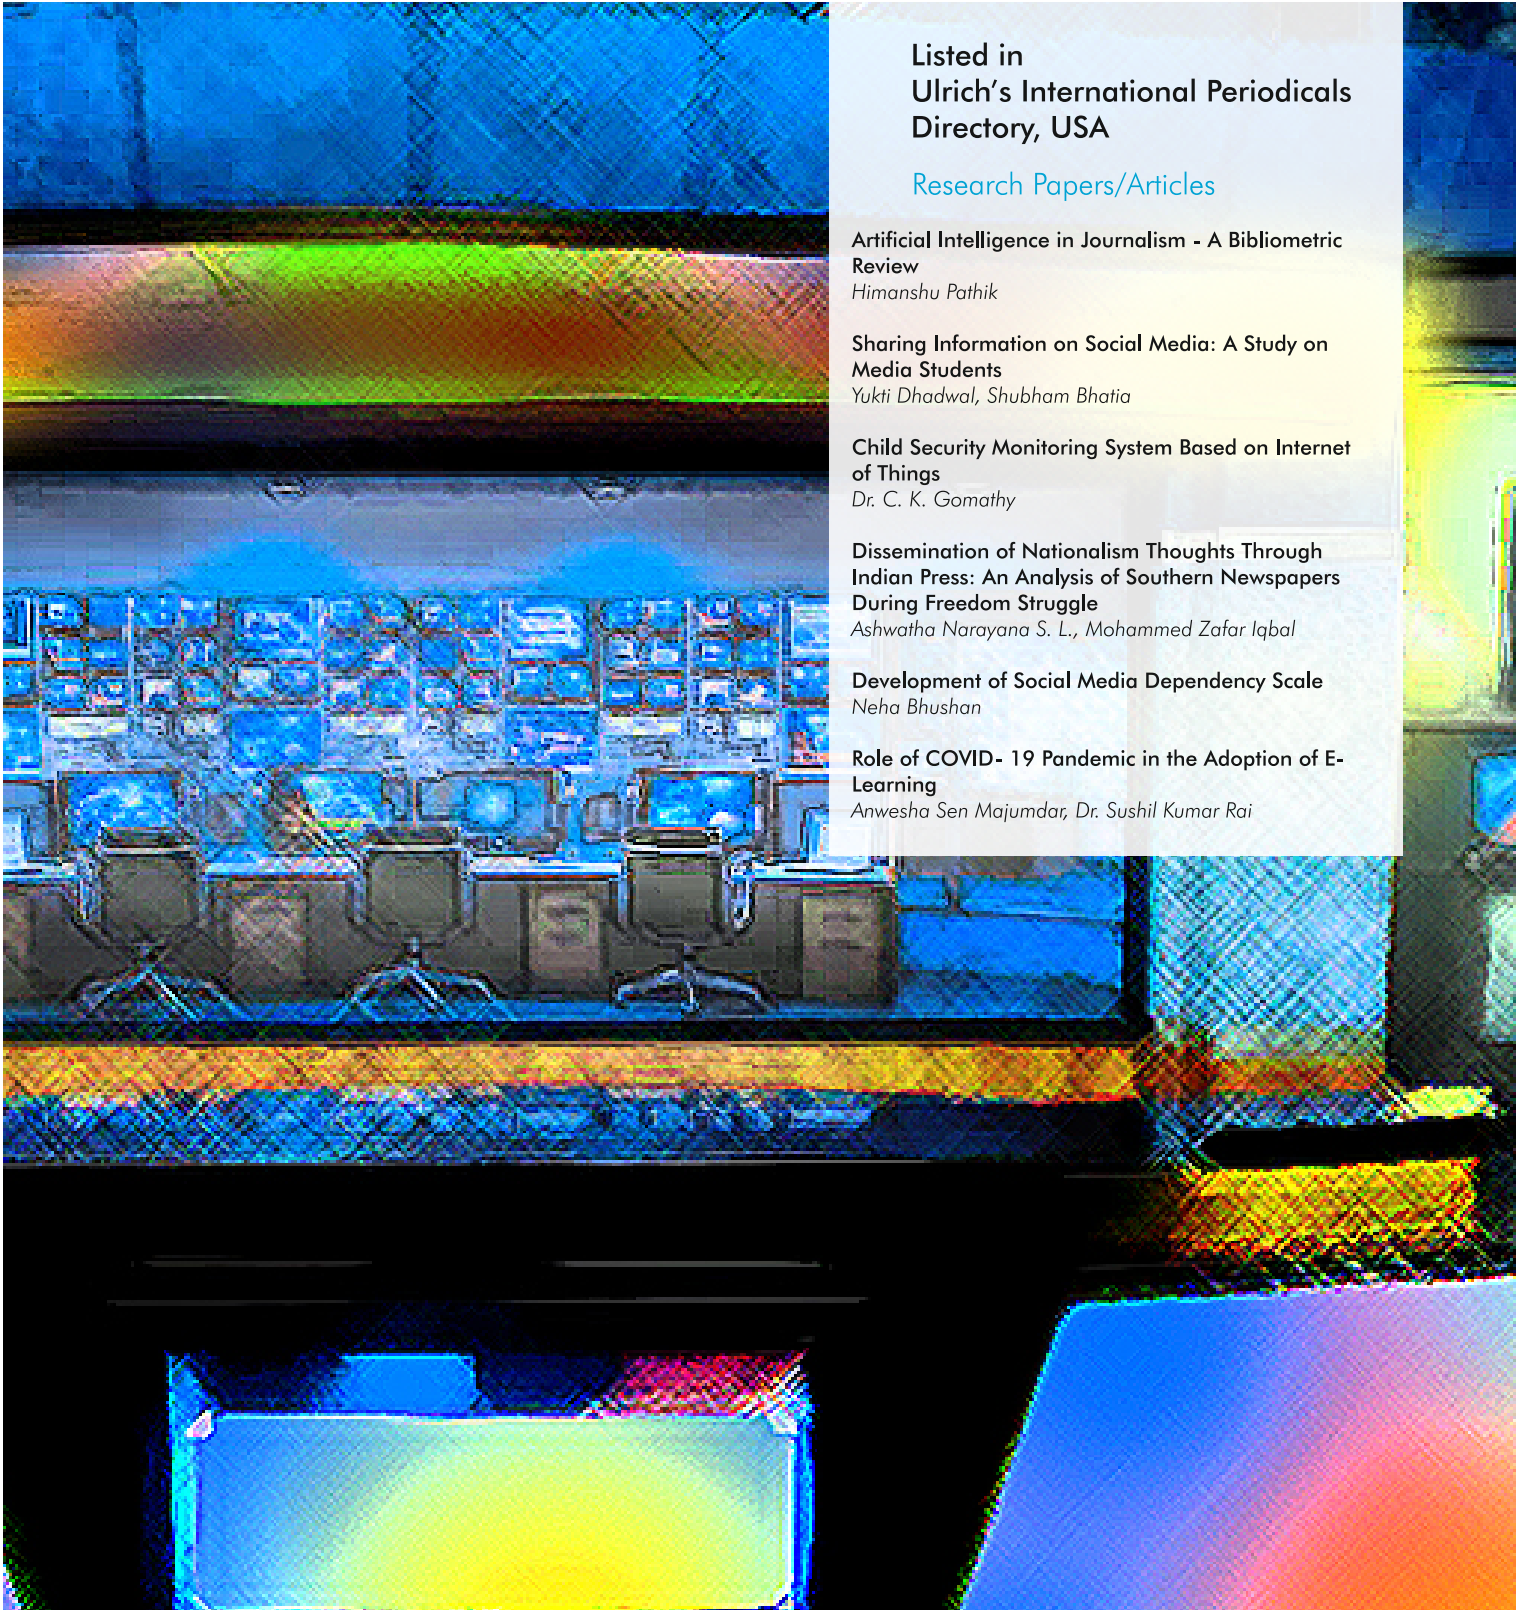 Listed in
Ulrich’s International Periodicals
Directory, USA
Research Papers/Articles
Artificial Intelligence in Journalism - A Bibliometric
Review
Himanshu Pathik
Sharing Information on Social Media: A Study on
Media Students
Yukti Dhadwal, Shubham Bhatia
Child Security Monitoring System Based on Internet
of Things
Dr. C. K. Gomathy
Dissemination of Nationalism Thoughts Through
Indian Press: An Analysis of Southern Newspapers
During Freedom Struggle
Ashwatha Narayana S. L., Mohammed Zafar Iqbal
Development of Social Media Dependency Scale
Neha Bhushan
Role of COVID- 19 Pandemic in the Adoption of E-
Learning
Anwesha Sen Majumdar, Dr. Sushil Kumar Rai